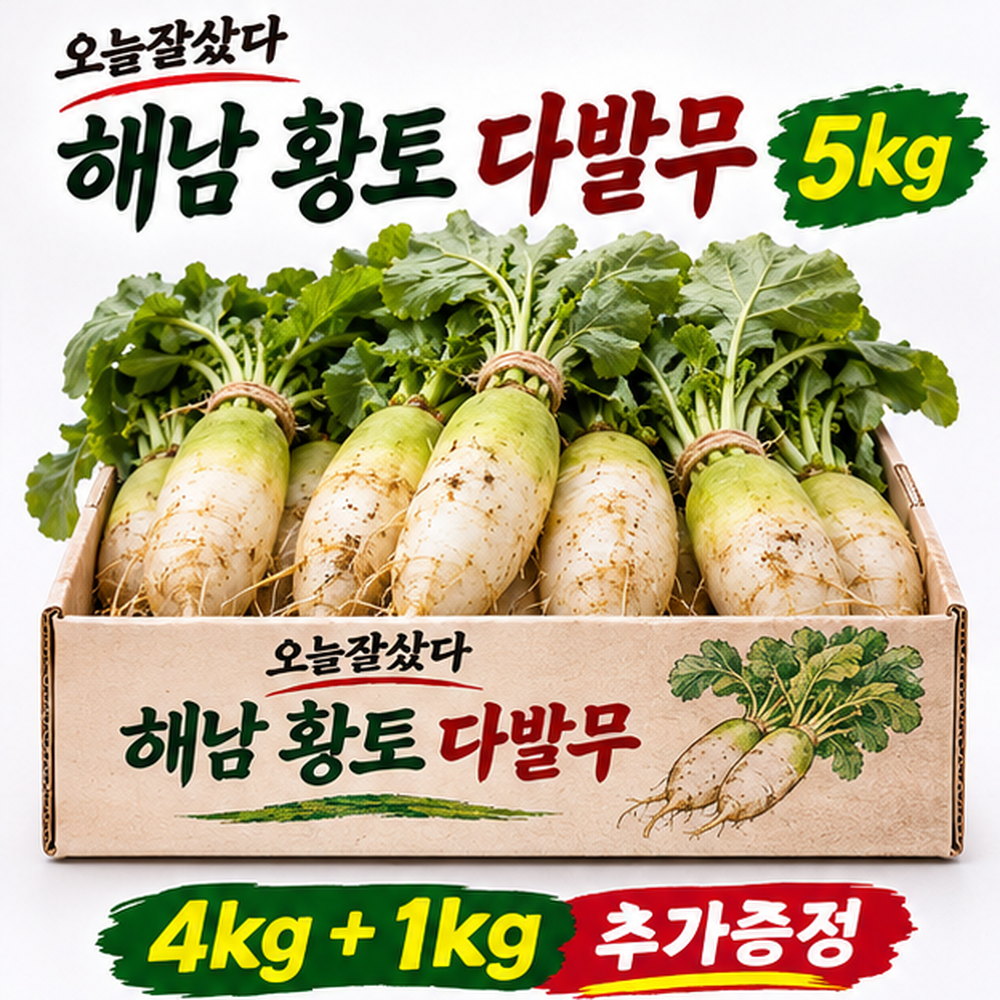 오늘잘샀다
해남 황토 다발무 5kg
오늘잘샀다
해남 황토 다발무
4kg + 1kg 추가증정